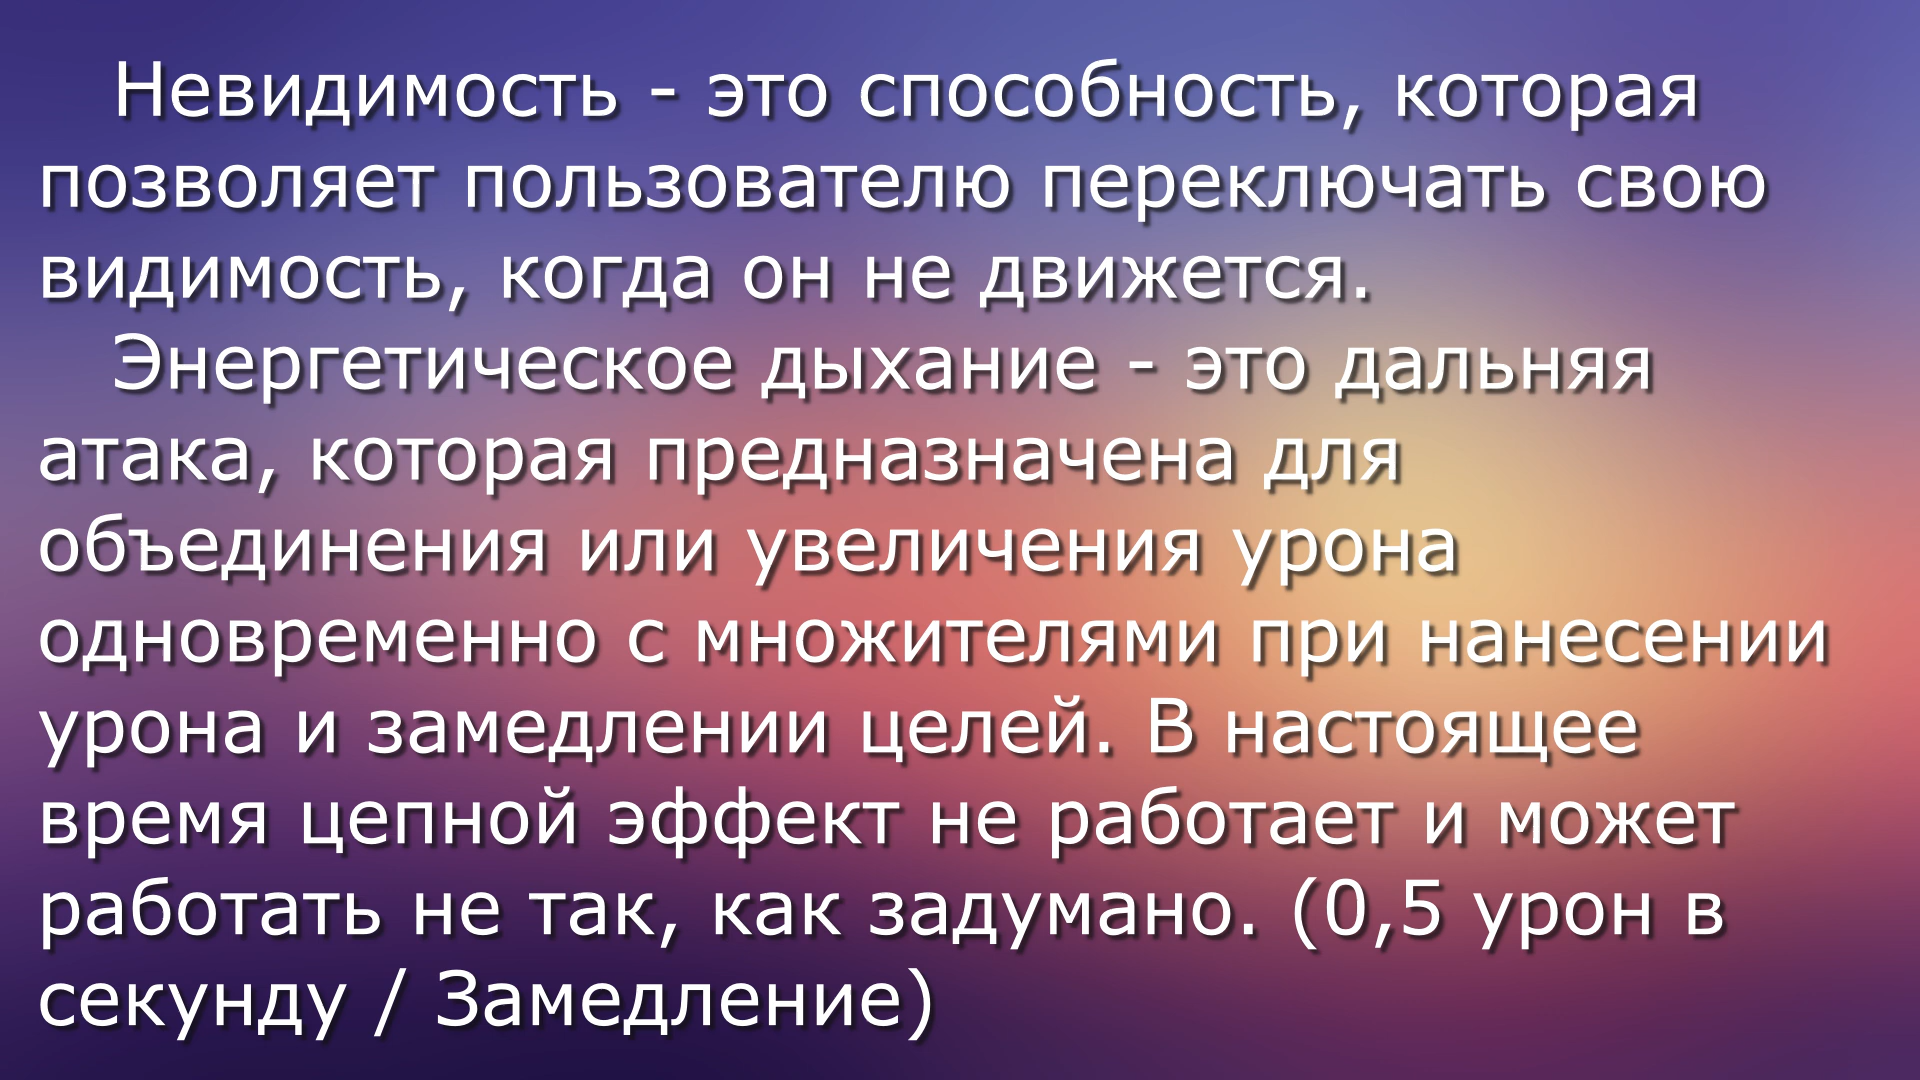 Невидимость - это способность, которая
позволяет пользователю переключать свою
видимость, когда он не движется.
Энергетическое дыхание - это дальняя
атака, которая предназначена для
объединения или увеличения урона
одновременно с множителями при нанесении
урона и замедлении целей. В настоящее
время цепной эффект не работает и может
работать не так, как задумано. (0,5 урон в
секунду / Замедление)